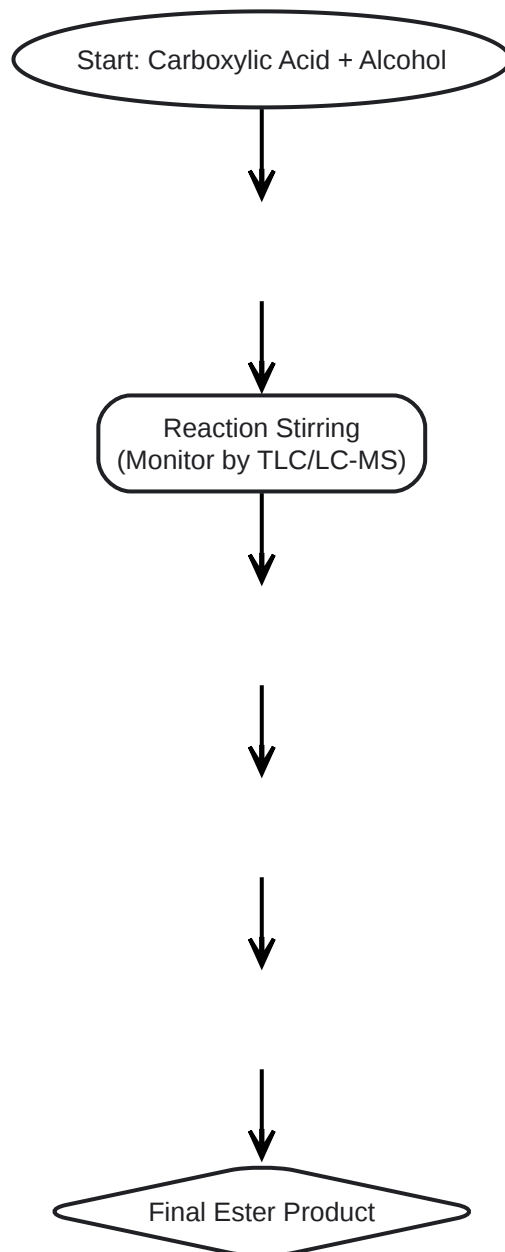 Start: Carboxylic Acid + Alcohol
Reaction Stirring
(Monitor by TLC/LC-MS)
Final Ester Product